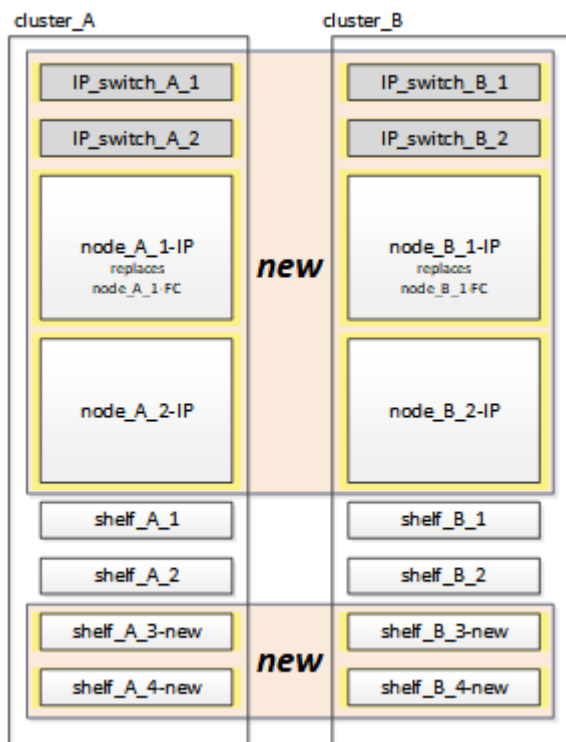 cluster_A
cluster_B
IP_switch_A_1
IP_switch_B_1
IP_switch_A_2
IP_switch_B_2
node_A_1-IP
replaces
node_A_1-FC
new
node_B_1-IP
replaces
node_B_1-FC
node_A_2-IP
node_B_2-IP
shelf_A_1
shelf_B_1
shelf_A_2
shelf_B_2
shelf_A_3-new
shelf_B_3-new
new
shelf_A_4-new
shelf_B_4-new